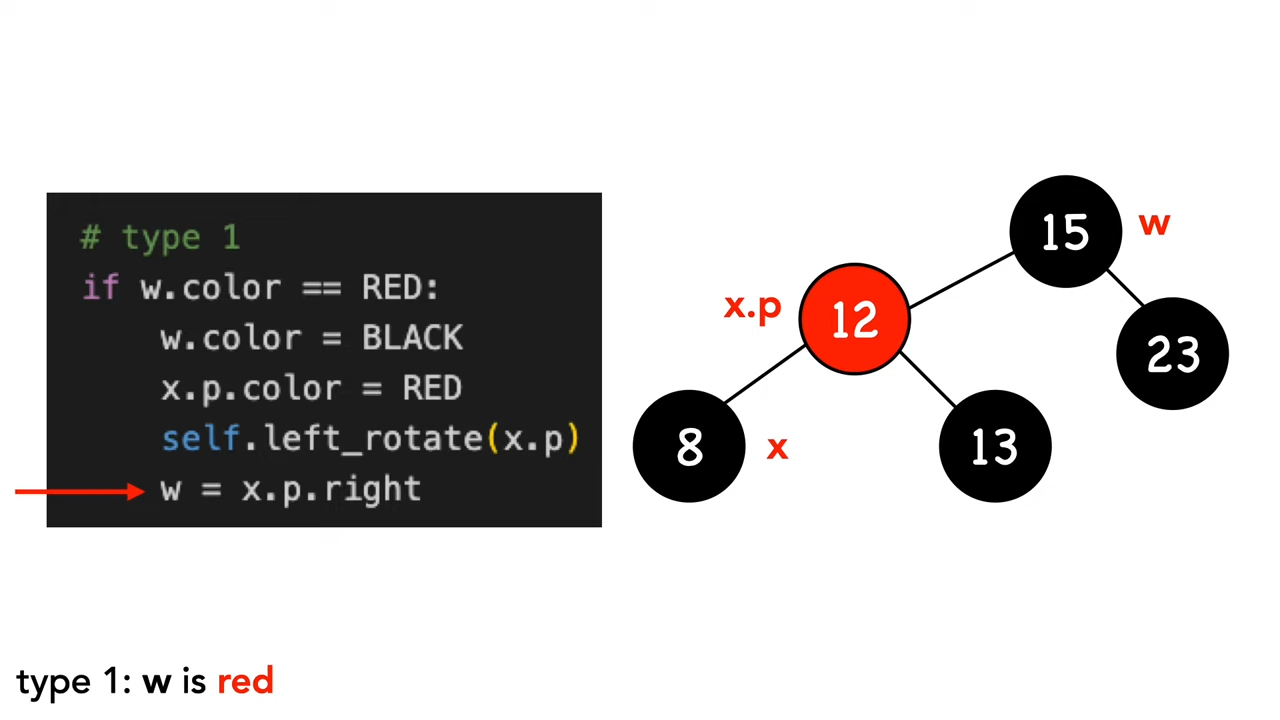 # type 1
if w.color == RED:
    w.color = BLACK
    x.p.color = RED
    self.left_rotate(x.p)
    w = x.p.right
15 w
x.p 12
23
8 x 13
type 1: w is red